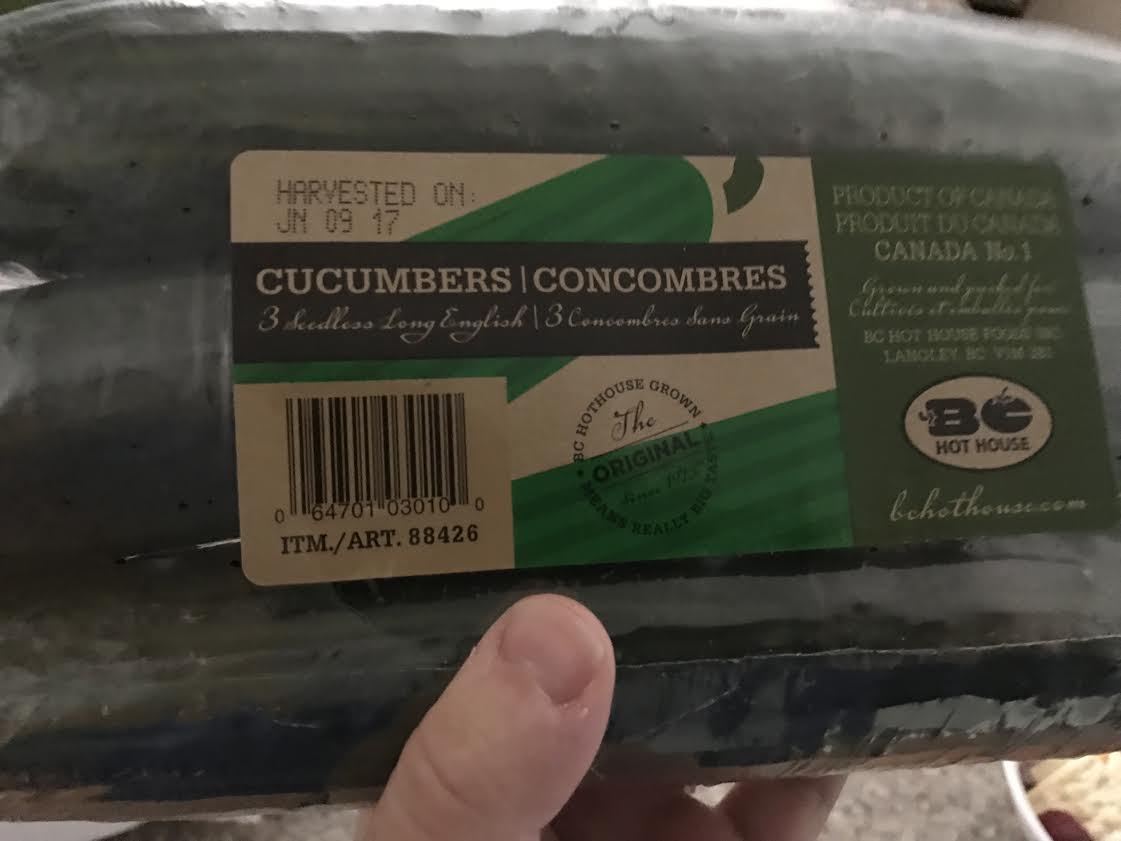 HARVESTED ON:
JN 09 17
CUCUMBERS | CONCOMBRES
3 Seedless Long English | 3 Concombres Sans Grain
0 64701 03010 0
ITM./ART. 88426
BC HOTHOUSE GROWN
The
ORIGINAL
Since
MEANS REALLY BIG TASTE
PRODUCT OF CANADA
PRODUIT DU CANADA
CANADA No. 1
Grown and packed for
Cultivés et emballés pour
BC HOT HOUSE FOODS INC.
LANGLEY BC
BC
HOT HOUSE
bchothouse.com